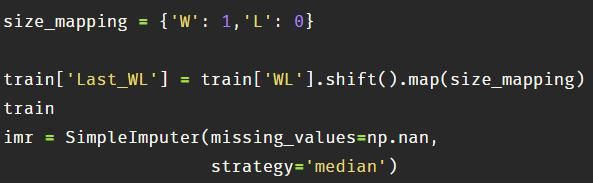 size_mapping = {'W': 1,'L': 0}
train['Last_WL'] = train['WL'].shift().map(size_mapping)
train
imr = SimpleImputer(missing_values=np.nan,
strategy='median')